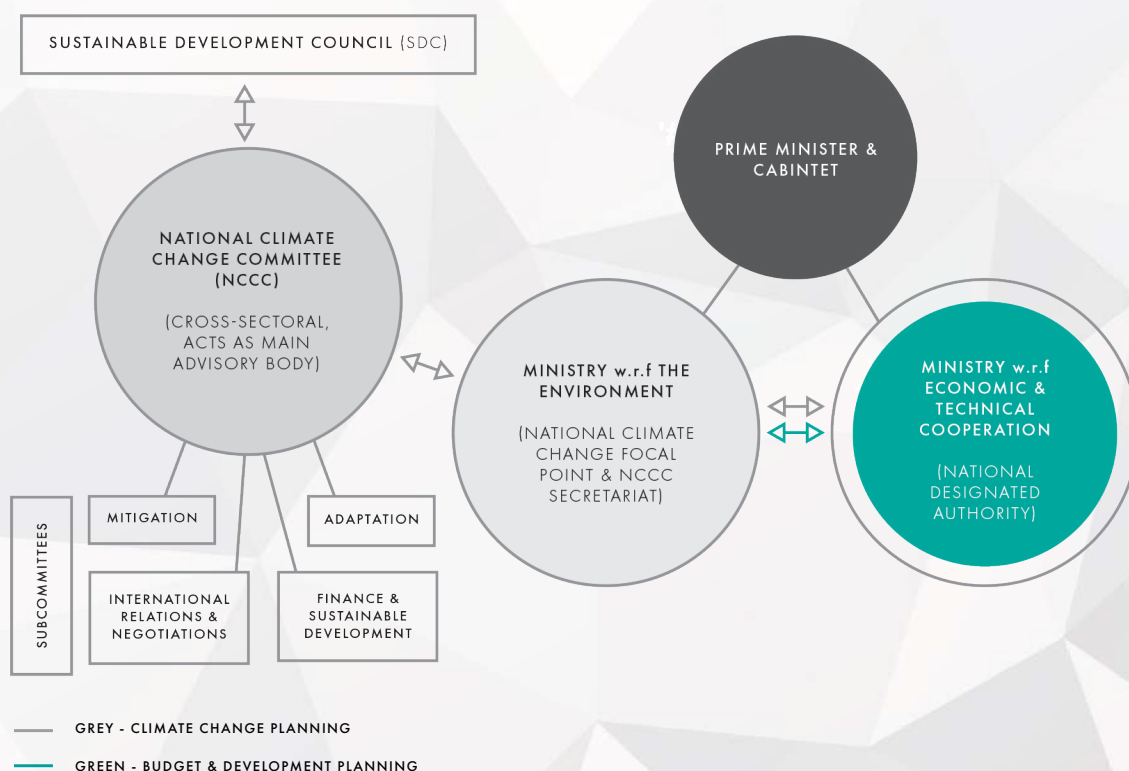 SUSTAINABLE DEVELOPMENT COUNCIL (SDC)
PRIME MINISTER &
CABINTET
NATIONAL CLIMATE
CHANGE COMMITTEE
(NCCC)
(CROSS-SECTORAL,
ACTS AS MAIN
ADVISORY BODY)
MINISTRY w.r.f THE
ENVIRONMENT
(NATIONAL CLIMATE
CHANGE FOCAL
POINT & NCCC
SECRETARIAT)
MINISTRY w.r.f
ECONOMIC &
TECHNICAL
COOPERATION
(NATIONAL
DESIGNATED
AUTHORITY)
SUBCOMMITTEES
MITIGATION
ADAPTATION
INTERNATIONAL
RELATIONS &
NEGOTIATIONS
FINANCE &
SUSTAINABLE
DEVELOPMENT
GREY - CLIMATE CHANGE PLANNING
GREEN - BUDGET & DEVELOPMENT PLANNING